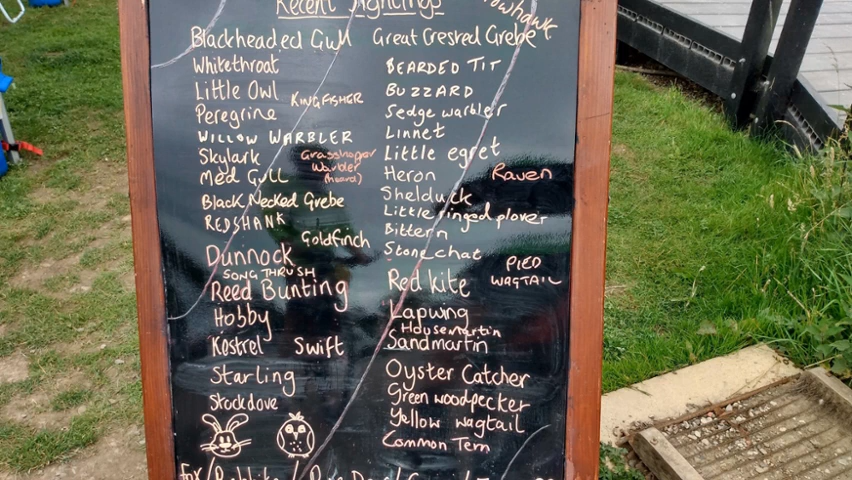 Recent Sightings
Blackheaded Gull
Whitethroat
Little Owl
KINGFISHER
Peregrine
WILLOW WARBLER
Skylark
Grasshopper
Warbler
(heard)
Med Gull
Black Necked Grebe
REDSHANK
Goldfinch
Dunnock
SONG THRUSH
Reed Bunting
Hobby
Kestrel Swift
Starling
Stockdove
Great Crested Grebe
BEARDED TIT
BUZZARD
Sedge warbler
Linnet
Little egret
Heron Raven
Shelduck
Little ringed plover
Bittern
Stonechat
PIED
WAGTAIL
Red kite
Lapwing
Housemartin
Sandmartin
Oyster Catcher
Green woodpecker
Yellow wagtail
Common Tern